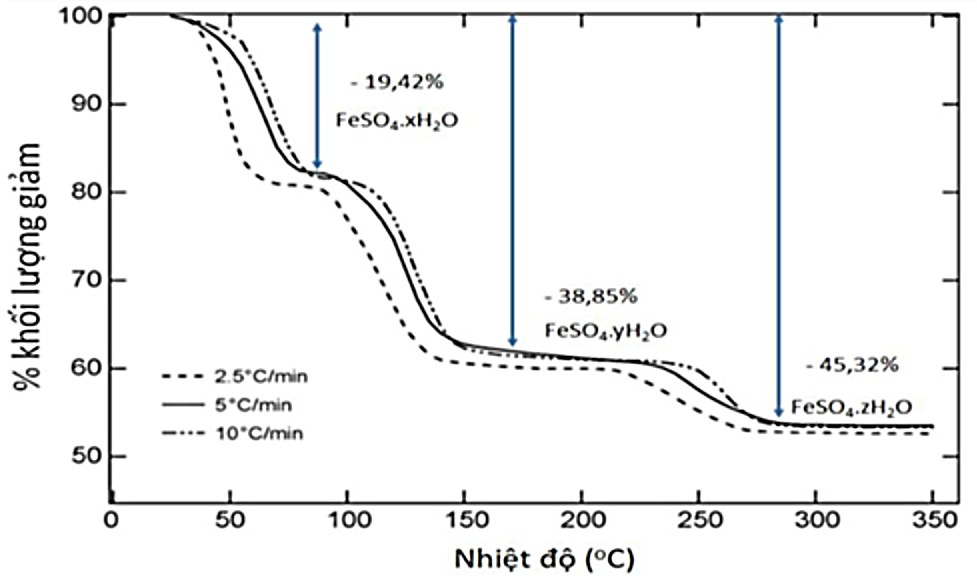 % khối lượng giảm
100
90
80
70
60
50
- 19,42%
FeSO₄.xH₂O
- 38,85%
FeSO₄.yH₂O
- 45,32%
FeSO₄.zH₂O
2.5°C/min
5°C/min
10°C/min
0 50 100 150 200 250 300 350
Nhiệt độ (°C)